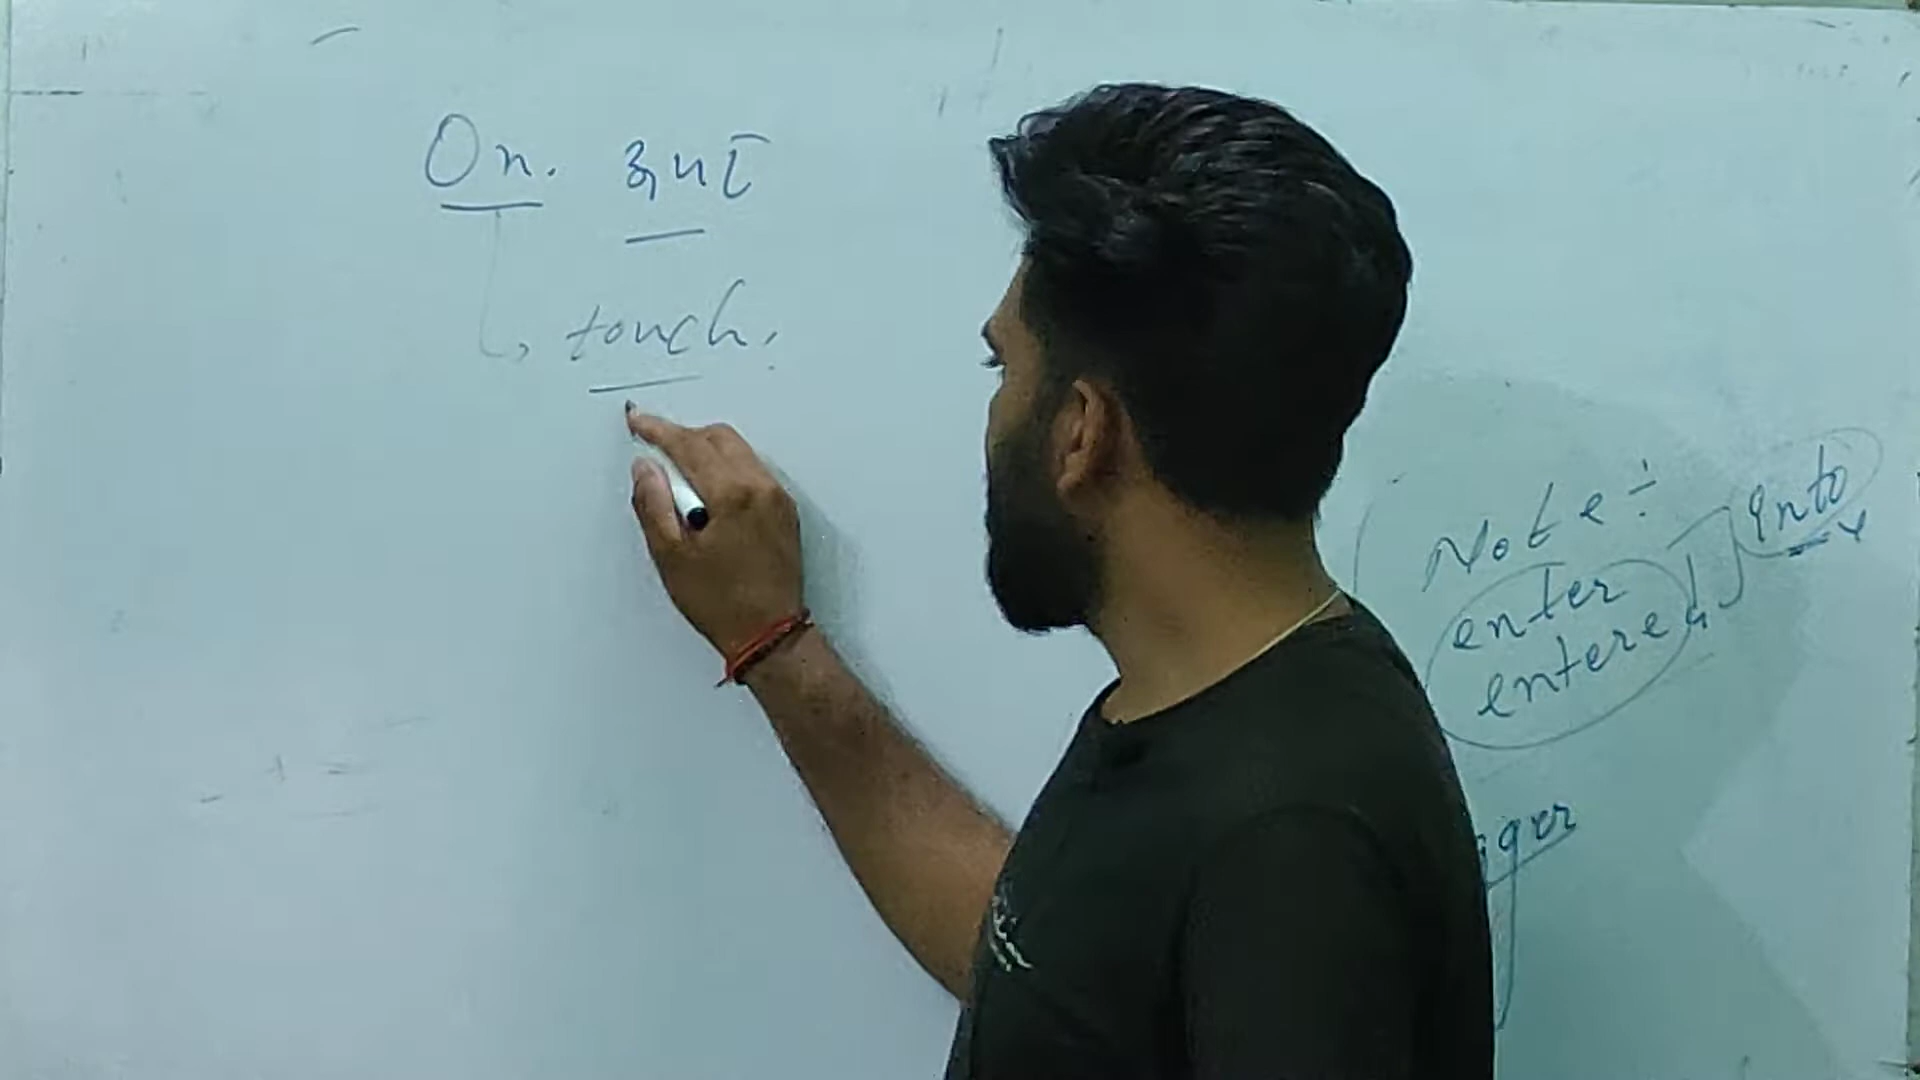 On. ऊपर
touch.
Note ÷
into
enter
entered